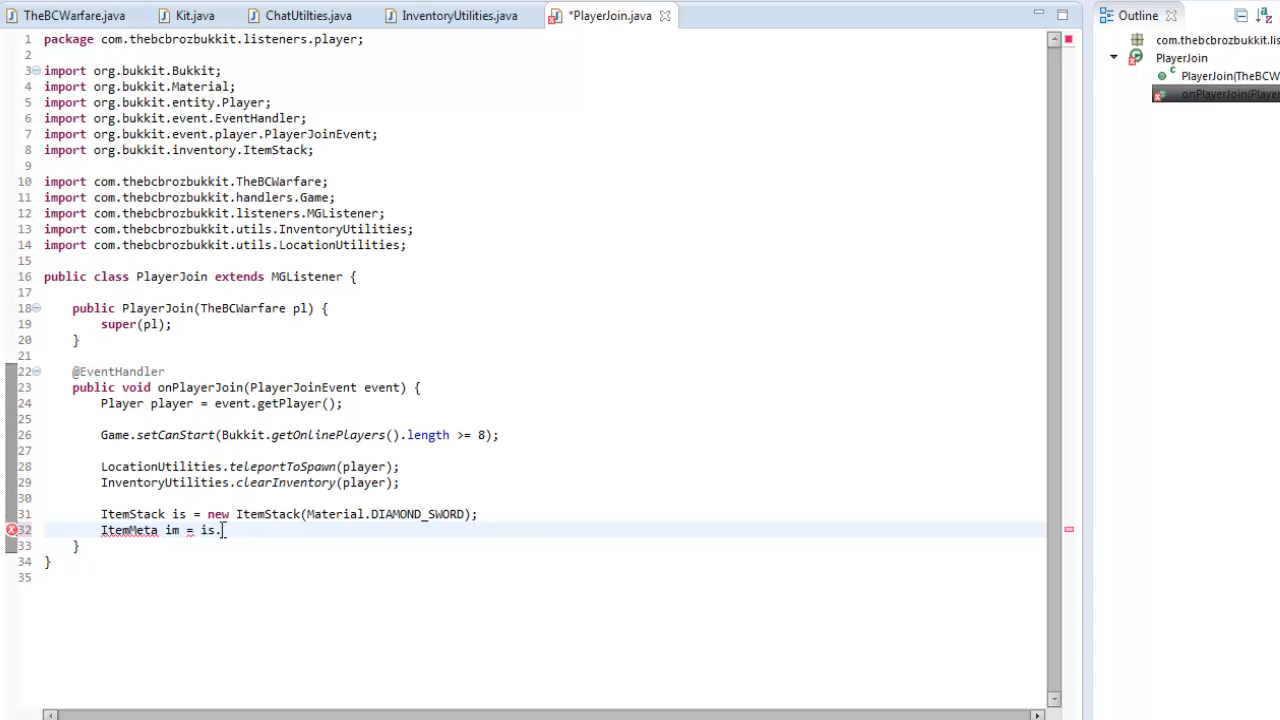 TheBCWarfare.java Kit.java ChatUtilties.java InventoryUtilities.java *PlayerJoin.java Outline
1 package com.thebcbrozbukkit.listeners.player;
2
3 import org.bukkit.Bukkit;
4 import org.bukkit.Material;
5 import org.bukkit.entity.Player;
6 import org.bukkit.event.EventHandler;
7 import org.bukkit.event.player.PlayerJoinEvent;
8 import org.bukkit.inventory.ItemStack;
9
10 import com.thebcbrozbukkit.TheBCWarfare;
11 import com.thebcbrozbukkit.handlers.Game;
12 import com.thebcbrozbukkit.listeners.MGListener;
13 import com.thebcbrozbukkit.utils.InventoryUtilities;
14 import com.thebcbrozbukkit.utils.LocationUtilities;
15
16 public class PlayerJoin extends MGListener {
17
18 public PlayerJoin(TheBCWarfare pl) {
19 super(pl);
20 }
21
22 @EventHandler
23 public void onPlayerJoin(PlayerJoinEvent event) {
24 Player player = event.getPlayer();
25
26 Game.setCanStart(Bukkit.getOnlinePlayers().length >= 8);
27
28 LocationUtilities.teleportToSpawn(player);
29 InventoryUtilities.clearInventory(player);
30
31 ItemStack is = new ItemStack(Material.DIAMOND_SWORD);
32 ItemMeta im = is.
33 }
34 }
35
com.thebcbrozbukkit.lis
PlayerJoin
PlayerJoin(TheBCW
onPlayerJoin(Player